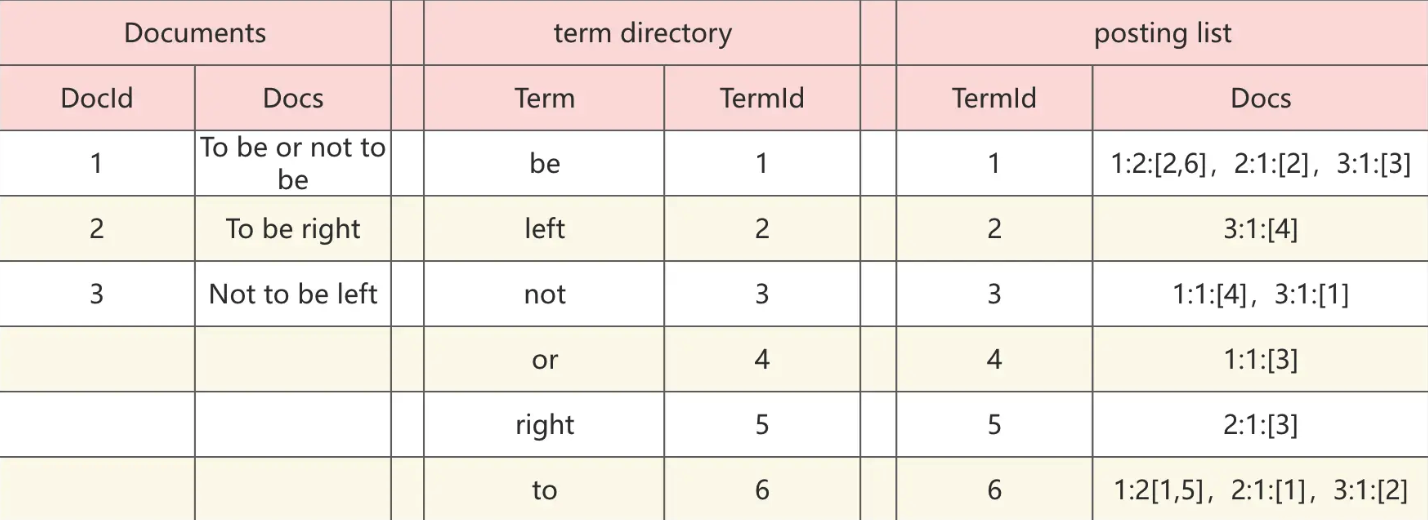 Documents term directory posting list
DocId Docs Term TermId TermId Docs
1 To be or not to be be 1 1 1:2:[2,6]，2:1:[2]，3:1:[3]
2 To be right left 2 2 3:1:[4]
3 Not to be left not 3 3 1:1:[4]，3:1:[1]
or 4 4 1:1:[3]
right 5 5 2:1:[3]
to 6 6 1:2[1,5]，2:1:[1]，3:1:[2]